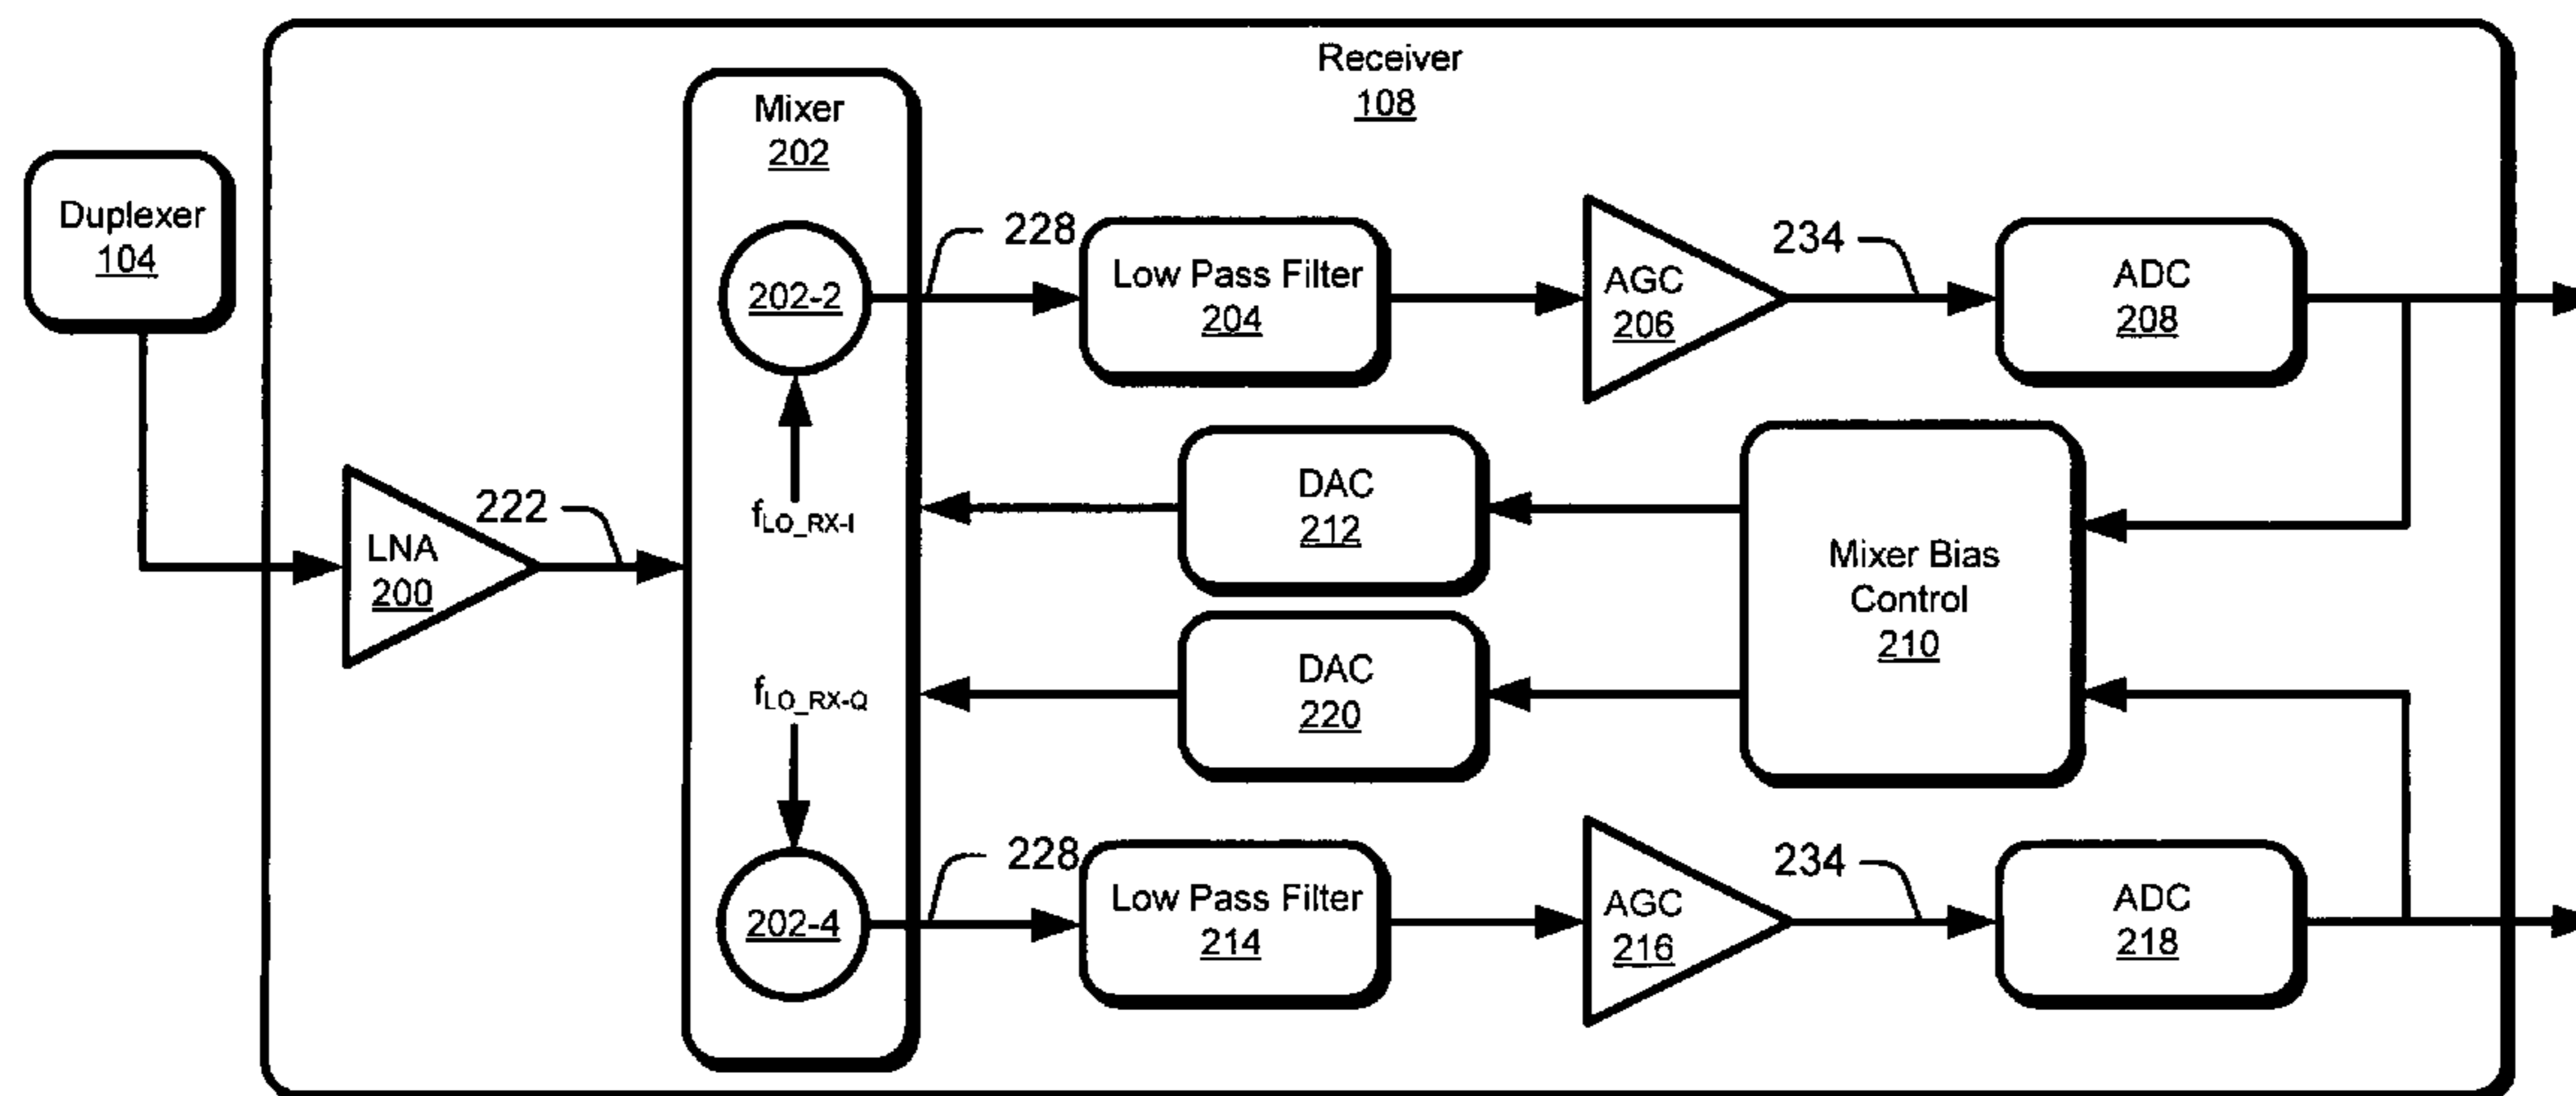 Receiver
108
Duplexer
104
Mixer
202
202-2
fLO_RX-I
fLO_RX-Q
202-4
LNA
200
222
228
Low Pass Filter
204
AGC
206
234
ADC
208
DAC
212
DAC
220
Mixer Bias
Control
210
228
Low Pass Filter
214
AGC
216
234
ADC
218